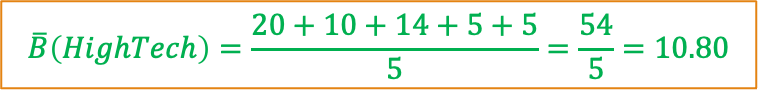 B̄(HighTech) = (20 + 10 + 14 + 5 + 5)/5 = 54/5 = 10.80